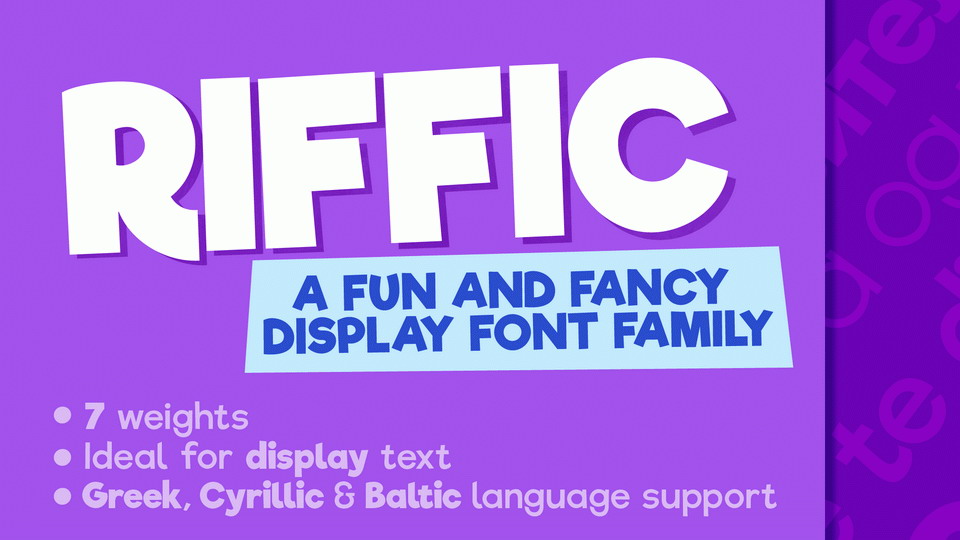 RIFFIC
A FUN AND FANCY
DISPLAY FONT FAMILY
• 7 weights
• Ideal for display text
• Greek, Cyrillic & Baltic language support